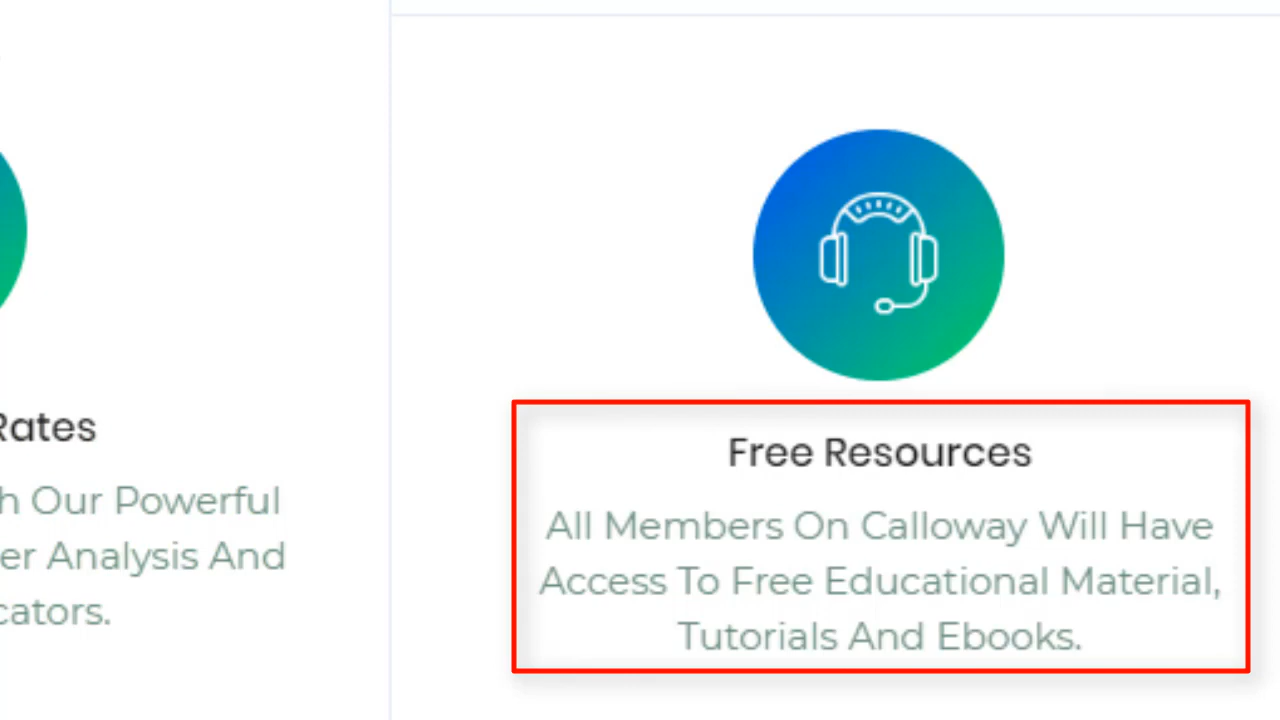 Rates
h Our Powerful
er Analysis And
cators.
Free Resources
All Members On Calloway Will Have
Access To Free Educational Material,
Tutorials And Ebooks.